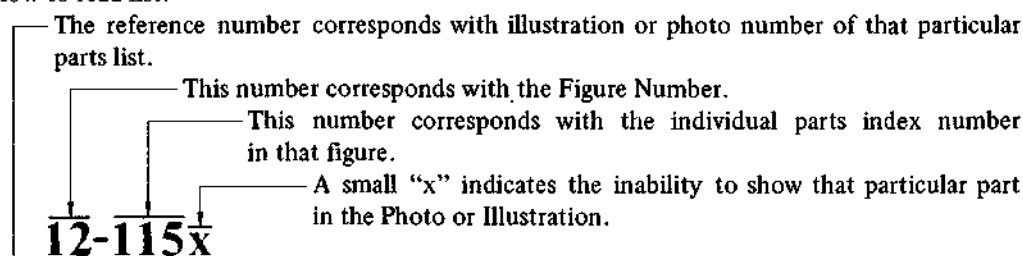 The reference number corresponds with illustration or photo number of that particular
parts list.
This number corresponds with the Figure Number.
This number corresponds with the individual parts index number
in that figure.
A small “x” indicates the inability to show that particular part
in the Photo or Illustration.
12-115x